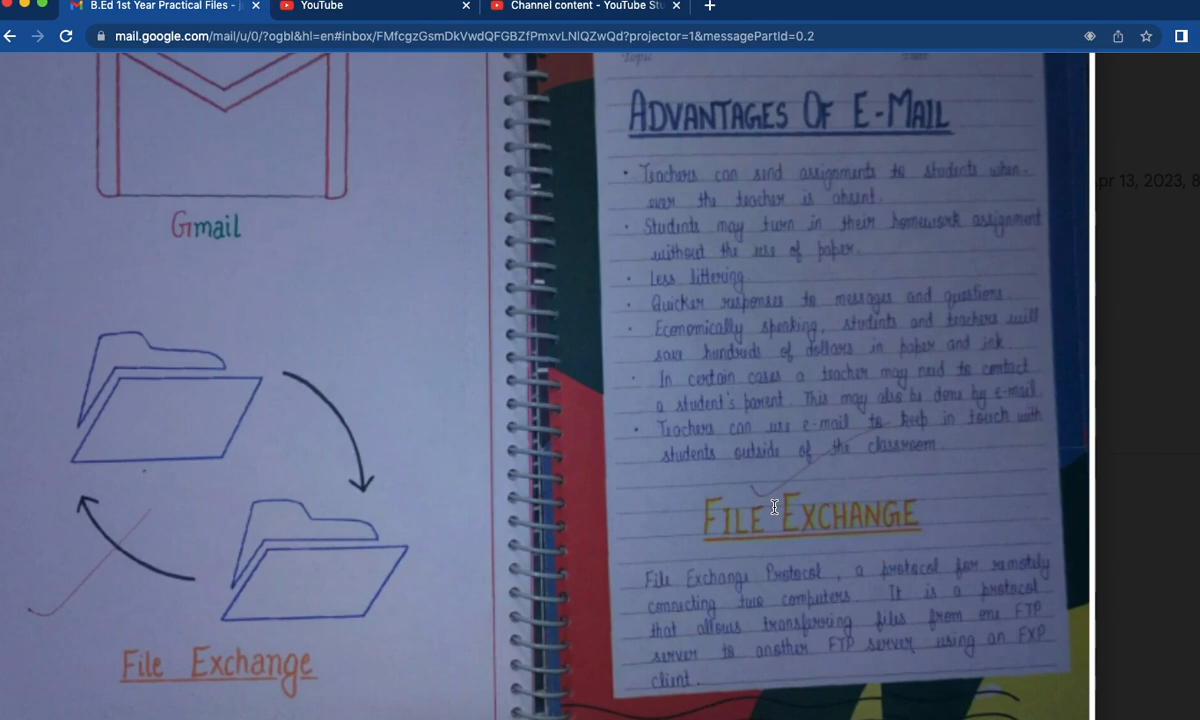 B.Ed 1st Year Practical Files - j
YouTube
Channel content - YouTube Stu
mail.google.com/mail/u/0/?ogbl&hl=en#inbox/FMfcgzGsmDkVwdQFGBZfPmxvLNlQZwQd?projector=1&messagePartId=0.2
Gmail
File Exchange
Topic
ADVANTAGES OF E-MAIL
• Teachers can send assignments to students when-
ever the teacher is absent.
• Students may turn in their homework assignment
without the use of paper.
• Less littering.
• Quicker responses to messages and questions.
• Economically speaking, students and teachers will
save hundreds of dollars in paper and ink.
• In certain cases a teacher may need to contact
a student's parent. This may also be done by e-mail.
• Teachers can use e-mail to keep in touch with
students outside of the classroom.
FILE EXCHANGE
File Exchange Protocol, a protocol for remotely
connecting two computers. It is a protocol
that allows transferring files from one FTP
server to another FTP server using an FXP
client.
pr 13, 2023, 8